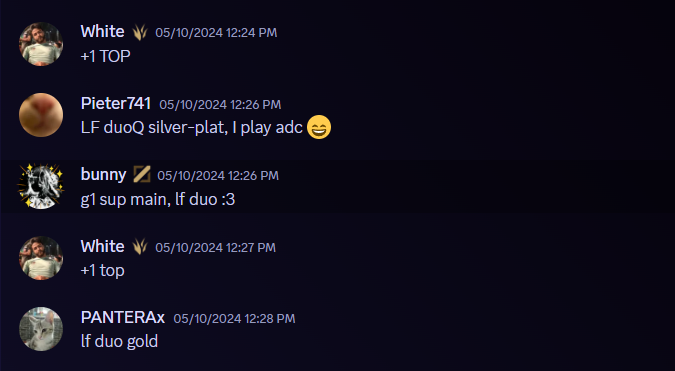 White 05/10/2024 12:24 PM
+1 TOP
Pieter741 05/10/2024 12:26 PM
LF duoQ silver-plat, I play adc 😄
bunny 05/10/2024 12:26 PM
g1 sup main, lf duo :3
White 05/10/2024 12:27 PM
+1 top
PANTERAx 05/10/2024 12:28 PM
lf duo gold